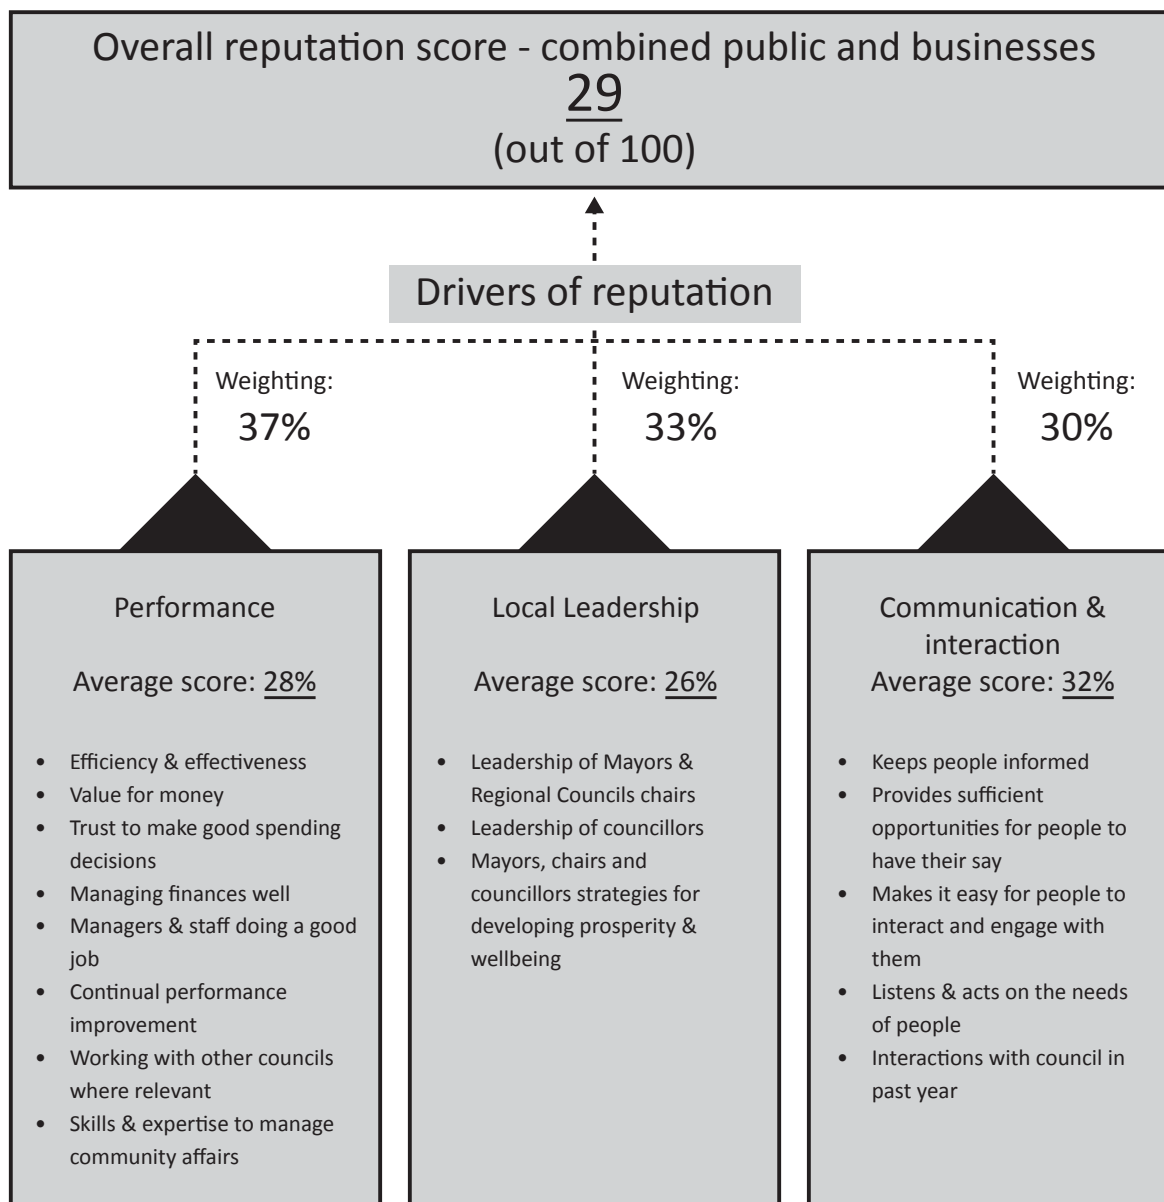 Overall reputation score - combined public and businesses
29
(out of 100)
Drivers of reputation
Weighting:
37%
Weighting:
33%
Weighting:
30%
Performance
Average score: 28%
• Efficiency & effectiveness
• Value for money
• Trust to make good spending
decisions
• Managing finances well
• Managers & staff doing a good
job
• Continual performance
improvement
• Working with other councils
where relevant
• Skills & expertise to manage
community affairs
Local Leadership
Average score: 26%
• Leadership of Mayors &
Regional Councils chairs
• Leadership of councillors
• Mayors, chairs and
councillors strategies for
developing prosperity &
wellbeing
Communication &
interaction
Average score: 32%
• Keeps people informed
• Provides sufficient
opportunities for people to
have their say
• Makes it easy for people to
interact and engage with
them
• Listens & acts on the needs
of people
• Interactions with council in
past year